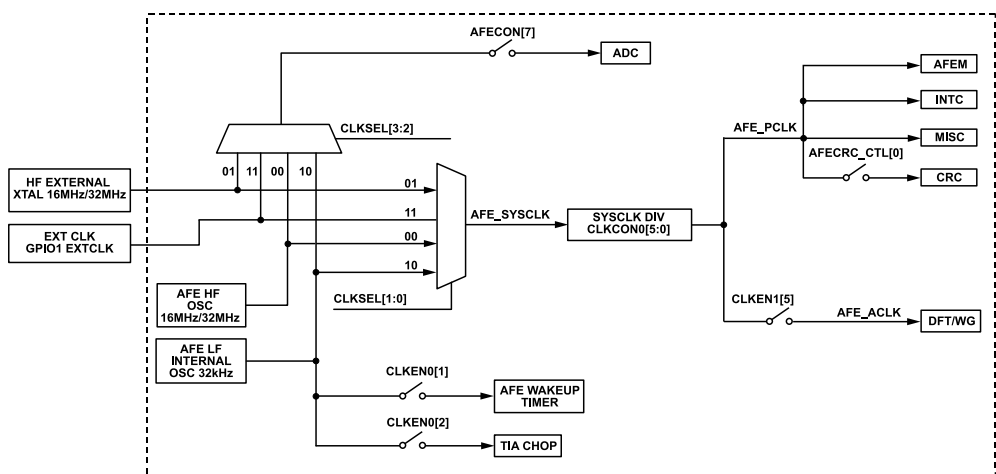 AFECON[7]
ADC
CLKSEL[3:2]
01
11
00
10
HF EXTERNAL
XTAL 16MHz/32MHz
EXT CLK
GPIO1 EXTCLK
AFE HF
OSC
16MHz/32MHz
AFE LF
INTERNAL
OSC 32kHz
01
11
00
10
CLKSEL[1:0]
AFE_SYSCLK
SYSCLK DIV
CLKCON0[5:0]
AFE_PCLK
AFEM
INTC
MISC
AFECRC_CTL[0]
CRC
CLKEN1[5]
AFE_ACLK
DFT/WG
CLKEN0[1]
AFE WAKEUP
TIMER
CLKEN0[2]
TIA CHOP